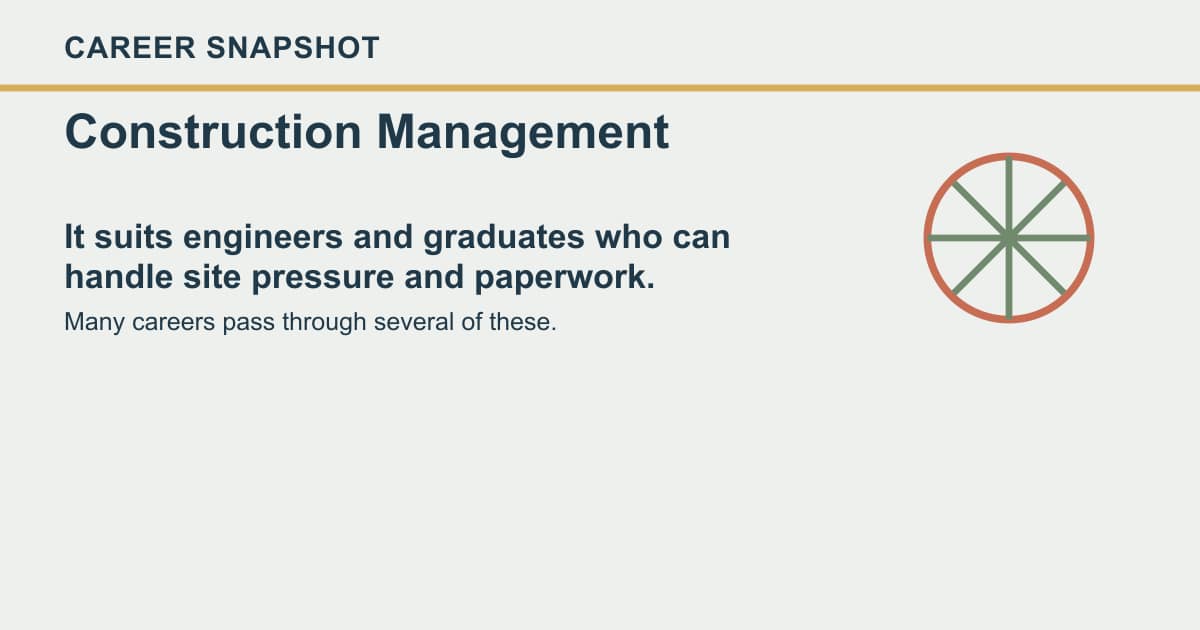 CAREER SNAPSHOT
Construction Management
It suits engineers and graduates who can
handle site pressure and paperwork.
Many careers pass through several of these.